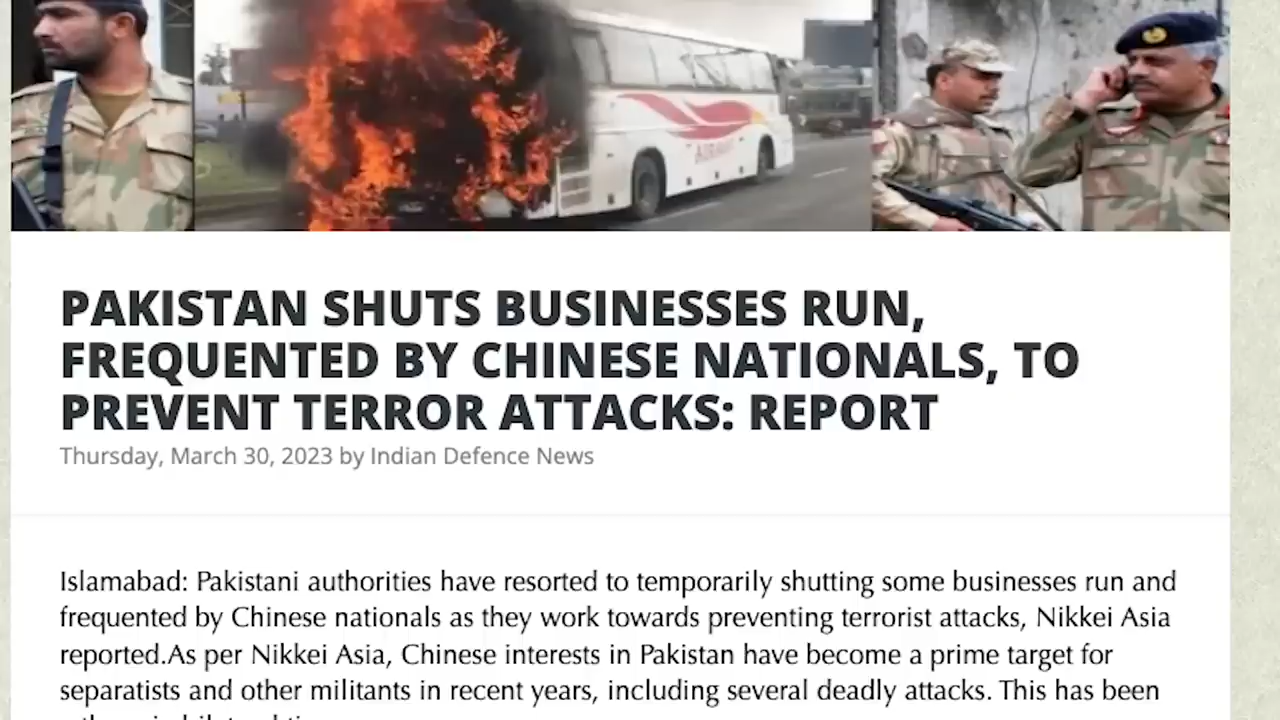 PAKISTAN SHUTS BUSINESSES RUN,
FREQUENTED BY CHINESE NATIONALS, TO
PREVENT TERROR ATTACKS: REPORT
Thursday, March 30, 2023 by Indian Defence News
Islamabad: Pakistani authorities have resorted to temporarily shutting some businesses run and
frequented by Chinese nationals as they work towards preventing terrorist attacks, Nikkei Asia
reported.As per Nikkei Asia, Chinese interests in Pakistan have become a prime target for
separatists and other militants in recent years, including several deadly attacks. This has been